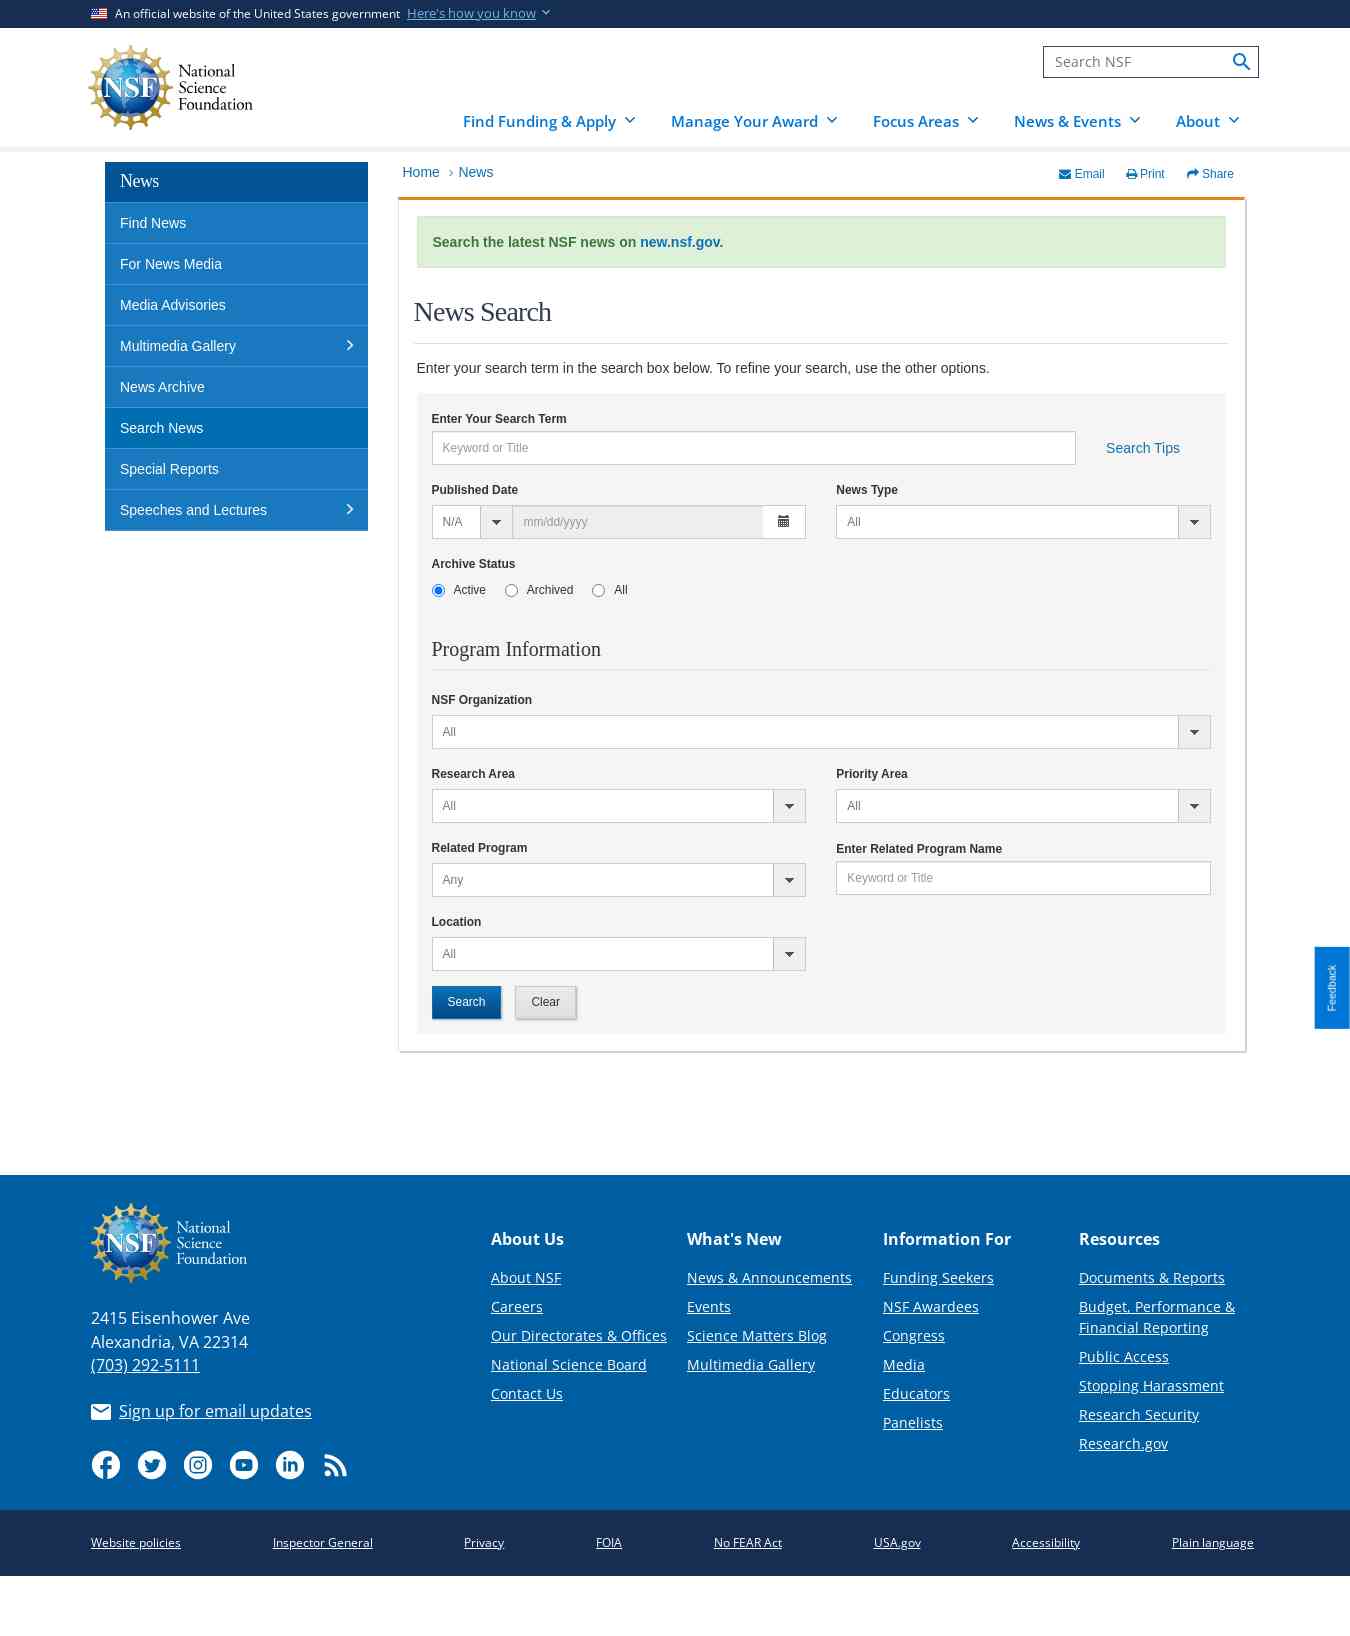 An official website of the United States government Here's how you know
NSF
National
Science
Foundation
Search NSF
Find Funding & Apply
Manage Your Award
Focus Areas
News & Events
About
News
Find News
For News Media
Media Advisories
Multimedia Gallery
News Archive
Search News
Special Reports
Speeches and Lectures
Home › News
Email
Print
Share
Search the latest NSF news on new.nsf.gov.
News Search
Enter your search term in the search box below. To refine your search, use the other options.
Enter Your Search Term
Keyword or Title
Search Tips
Published Date
News Type
N/A
mm/dd/yyyy
All
Archive Status
Active
Archived
All
Program Information
NSF Organization
All
Research Area
Priority Area
All
All
Related Program
Enter Related Program Name
Any
Keyword or Title
Location
All
Search
Clear
Feedback
NSF
National
Science
Foundation
2415 Eisenhower Ave
Alexandria, VA 22314
(703) 292-5111
Sign up for email updates
About Us
About NSF
Careers
Our Directorates & Offices
National Science Board
Contact Us
What's New
News & Announcements
Events
Science Matters Blog
Multimedia Gallery
Information For
Funding Seekers
NSF Awardees
Congress
Media
Educators
Panelists
Resources
Documents & Reports
Budget, Performance &
Financial Reporting
Public Access
Stopping Harassment
Research Security
Research.gov
Website policies
Inspector General
Privacy
FOIA
No FEAR Act
USA.gov
Accessibility
Plain language